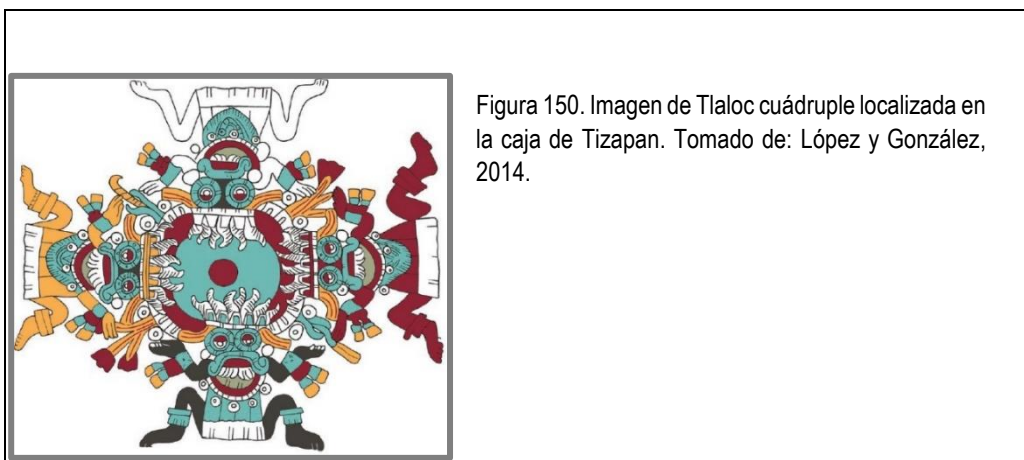 Figura 150. Imagen de Tlaloc cuádruple localizada en
la caja de Tizapan. Tomado de: López y González,
2014.